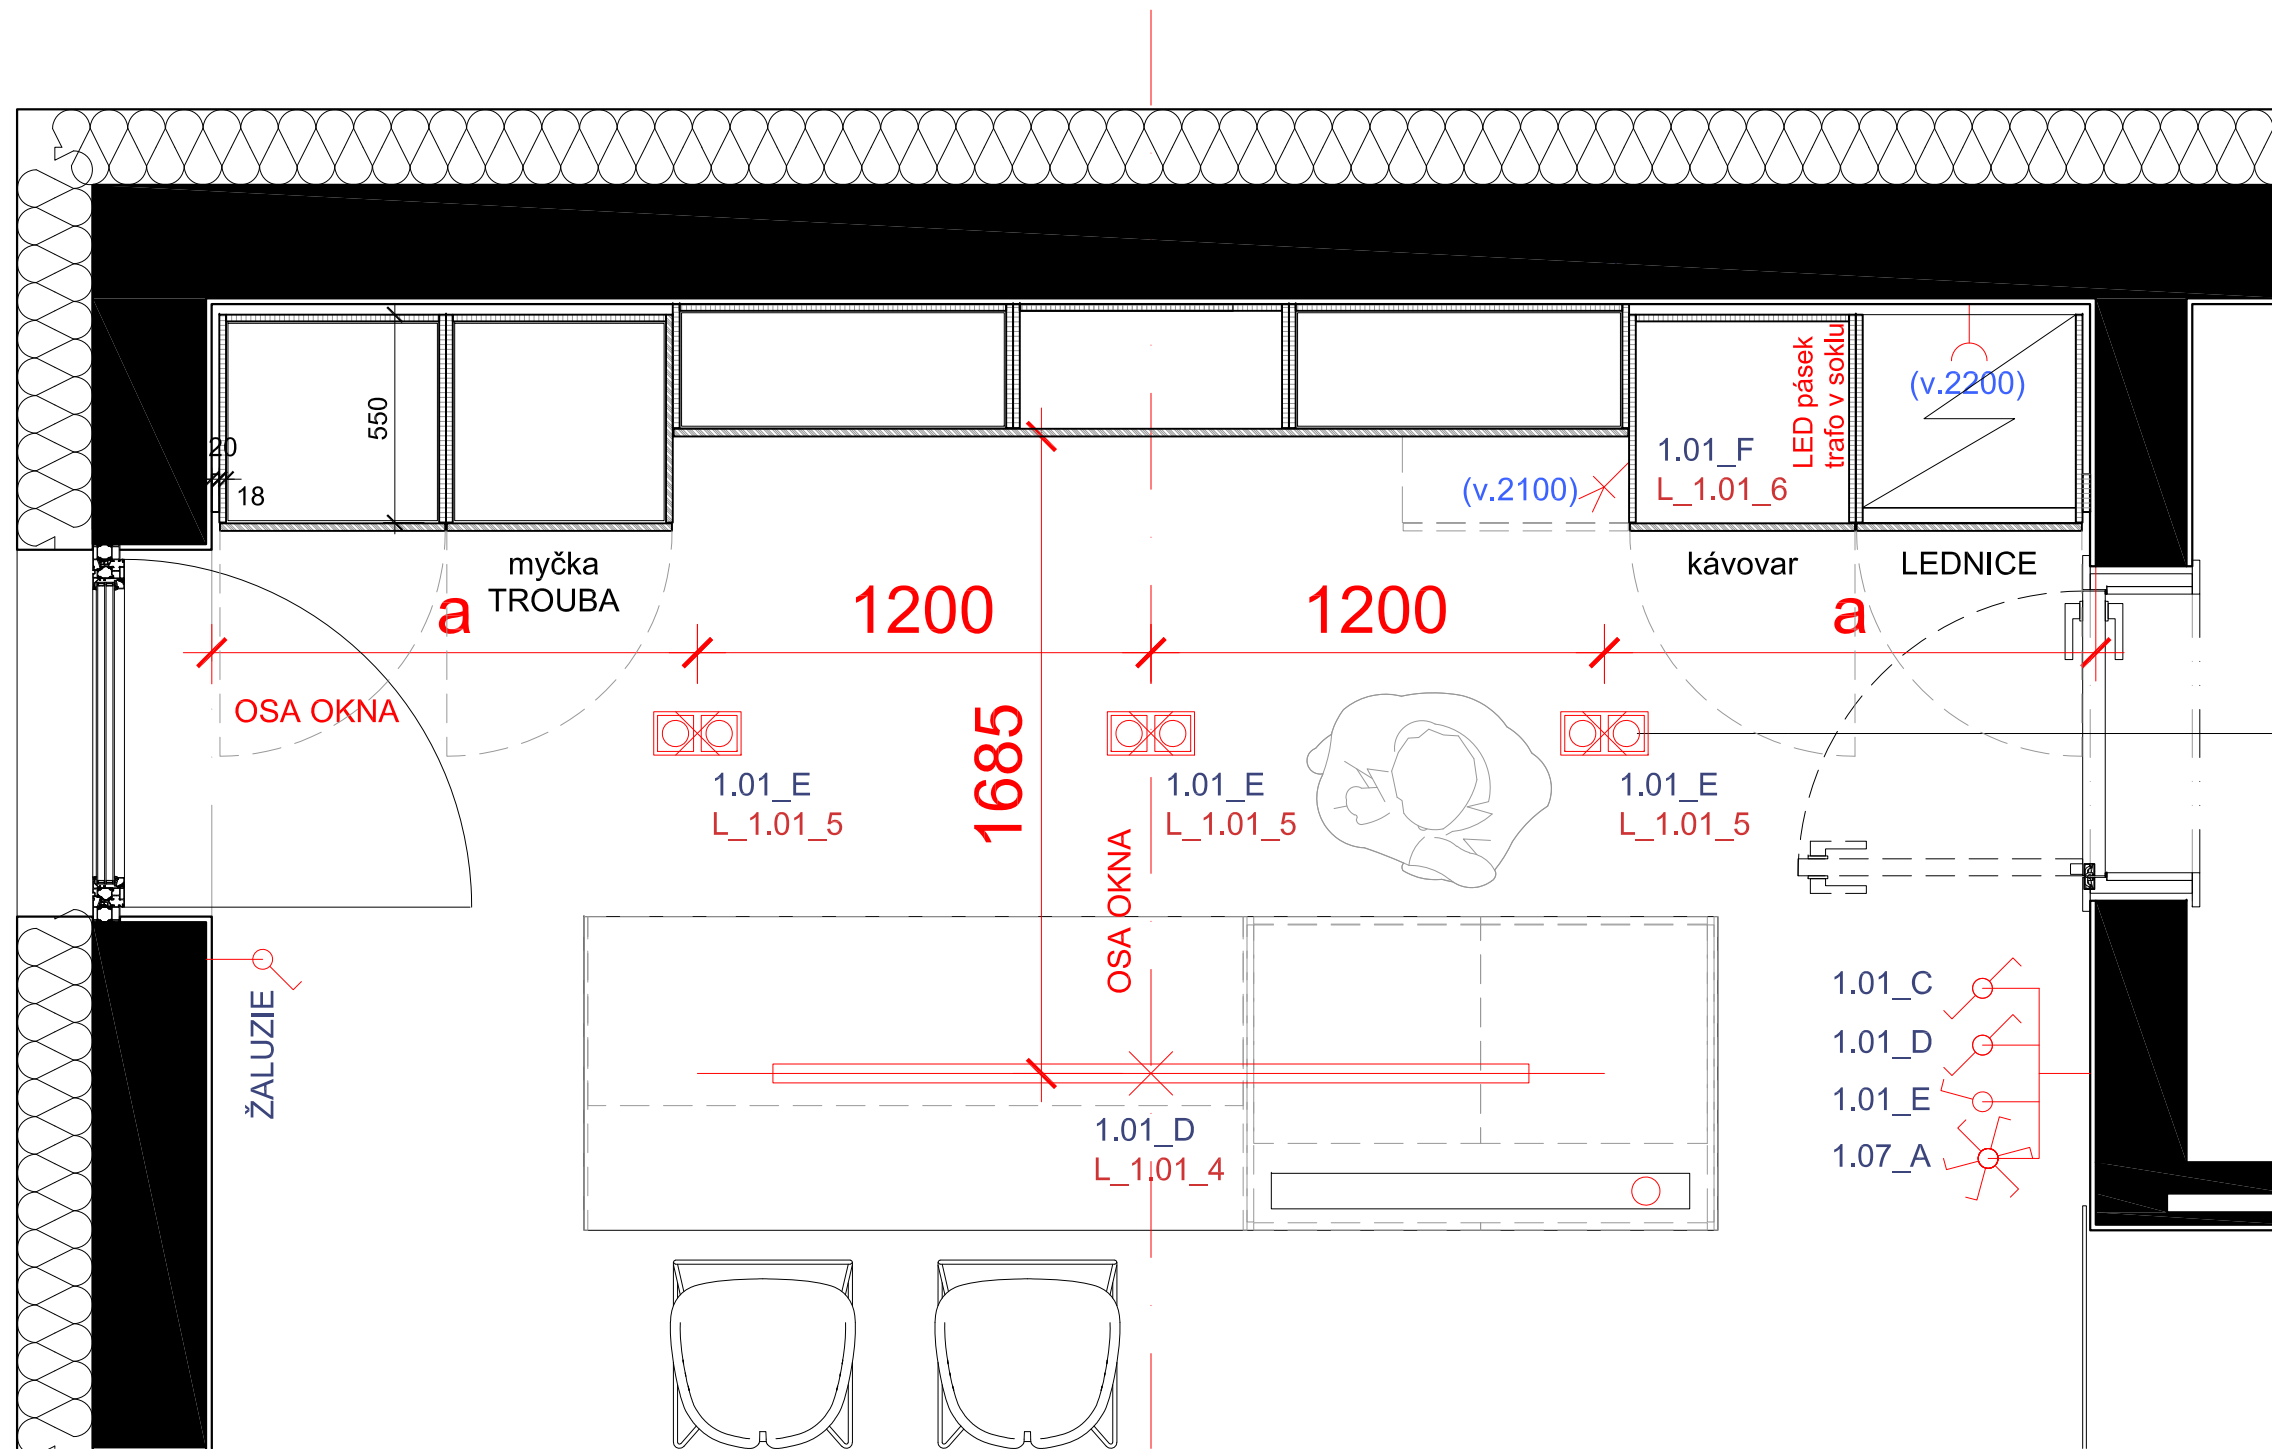 (v.2200)
LED pásek
trafo v soklu
550
20
18
1.01_F
L_1.01_6
(v.2100)
myčka
TROUBA
kávovar
LEDNICE
a
1200
1200
a
OSA OKNA
1685
1.01_E
L_1.01_5
1.01_E
L_1.01_5
1.01_E
L_1.01_5
OSA OKNA
ŽALUZIE
1.01_C
1.01_D
1.01_E
1.07_A
1.01_D
L_1.01_4